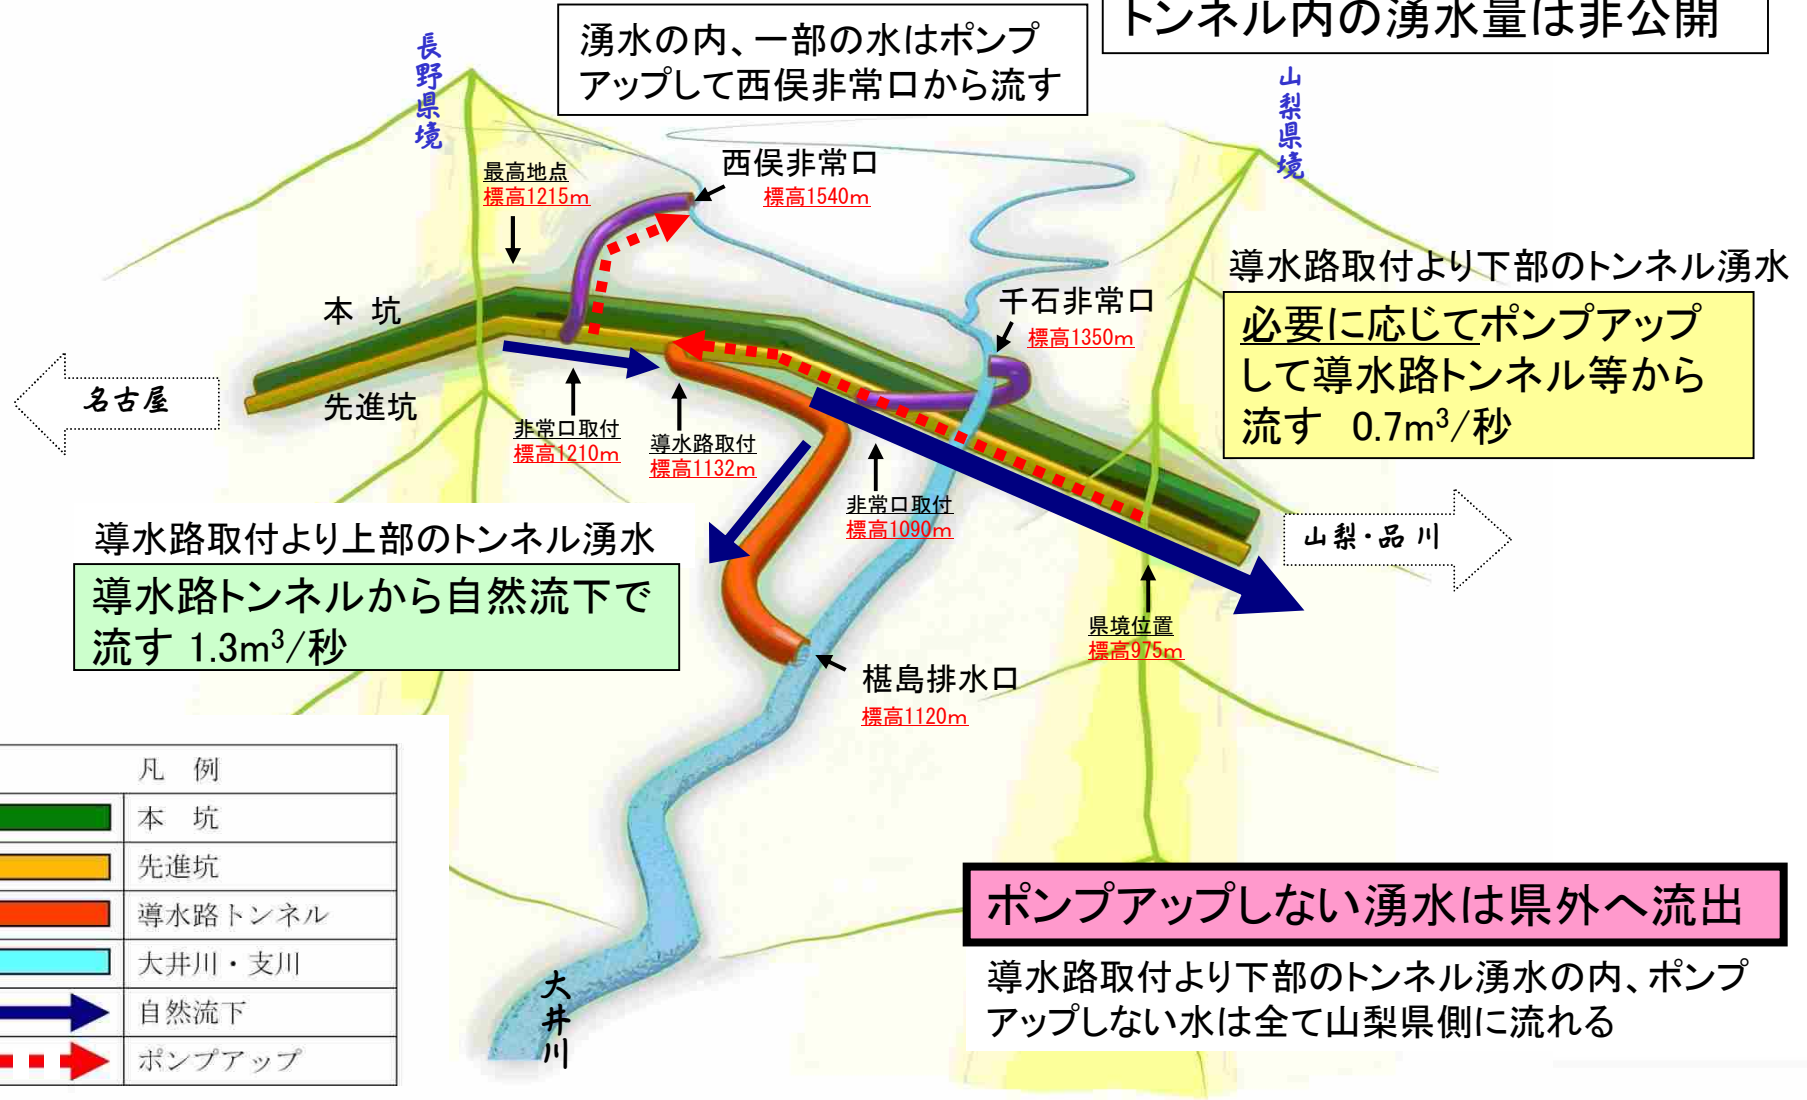 トンネル内の湧水量は非公開
湧水の内、一部の水はポンプ
アップして西俣非常口から流す
長野県境
山梨県境
最高地点
標高1215m
西俣非常口
標高1540m
導水路取付より下部のトンネル湧水
必要に応じてポンプアップ
して導水路トンネル等から
流す 0.7m³/秒
千石非常口
標高1350m
本 坑
先進坑
名古屋
非常口取付
標高1210m
導水路取付
標高1132m
非常口取付
標高1090m
山梨・品川
導水路取付より上部のトンネル湧水
導水路トンネルから自然流下で
流す 1.3m³/秒
県境位置
標高975m
椹島排水口
標高1120m
凡 例
本 坑
先進坑
導水路トンネル
大井川・支川
自然流下
ポンプアップ
大井川
ポンプアップしない湧水は県外へ流出
導水路取付より下部のトンネル湧水の内、ポンプ
アップしない水は全て山梨県側に流れる